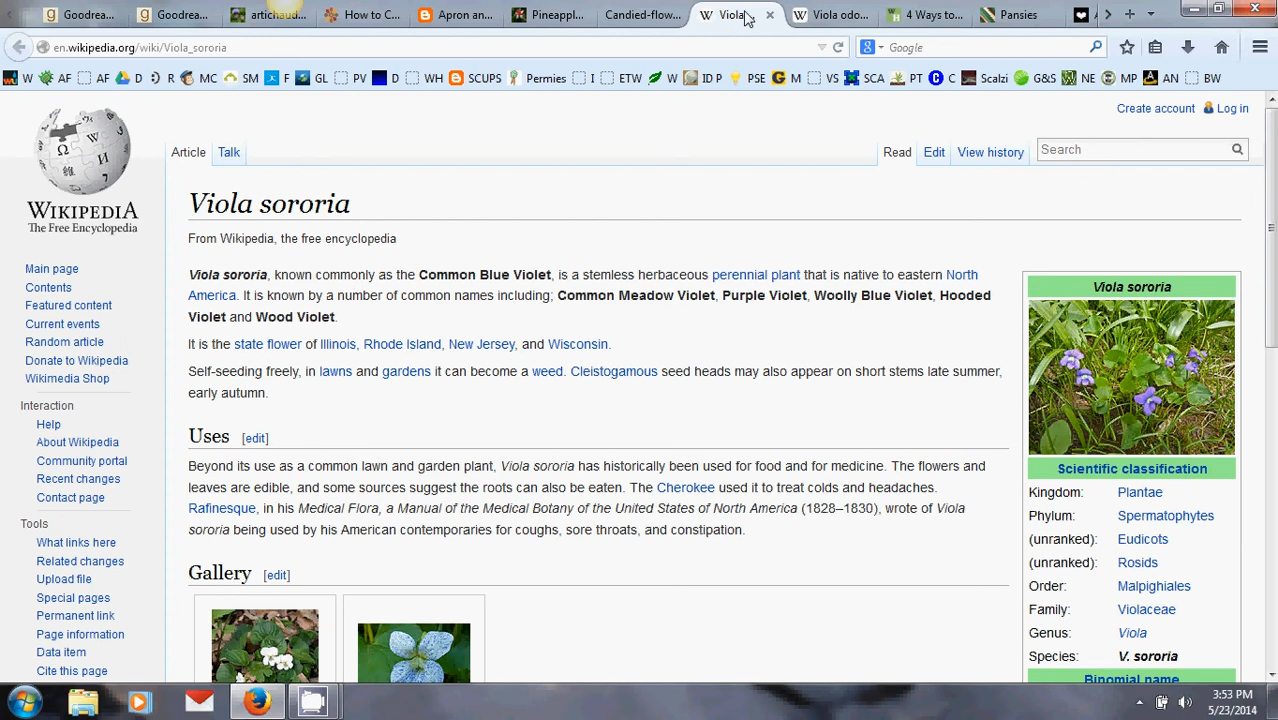 Goodrea...
Goodrea...
artichau...
How to C...
Apron an...
Pineappl...
Candied-flow...
Viola
Viola odo...
4 Ways to...
Pansies
en.wikipedia.org/wiki/Viola_sororia
Google
W AF AF D R MC SM F GL PV D WH SCUPS Permies I ETW W ID P PSE M VS SCA PT C Scalzi G&S NE MP AN BW
Create account Log in
Article Talk
Read Edit View history
Search
WIKIPEDIA
The Free Encyclopedia
Main page
Contents
Featured content
Current events
Random article
Donate to Wikipedia
Wikimedia Shop
Interaction
Help
About Wikipedia
Community portal
Recent changes
Contact page
Tools
What links here
Related changes
Upload file
Special pages
Permanent link
Page information
Data item
Cite this page
Viola sororia
From Wikipedia, the free encyclopedia
Viola sororia, known commonly as the Common Blue Violet, is a stemless herbaceous perennial plant that is native to eastern North
America. It is known by a number of common names including; Common Meadow Violet, Purple Violet, Woolly Blue Violet, Hooded
Violet and Wood Violet.
It is the state flower of Illinois, Rhode Island, New Jersey, and Wisconsin.
Self-seeding freely, in lawns and gardens it can become a weed. Cleistogamous seed heads may also appear on short stems late summer,
early autumn.
Uses [edit]
Beyond its use as a common lawn and garden plant, Viola sororia has historically been used for food and for medicine. The flowers and
leaves are edible, and some sources suggest the roots can also be eaten. The Cherokee used it to treat colds and headaches.
Rafinesque, in his Medical Flora, a Manual of the Medical Botany of the United States of North America (1828–1830), wrote of Viola
sororia being used by his American contemporaries for coughs, sore throats, and constipation.
Gallery [edit]
Viola sororia
Scientific classification
Kingdom: Plantae
Phylum: Spermatophytes
(unranked): Eudicots
(unranked): Rosids
Order: Malpighiales
Family: Violaceae
Genus: Viola
Species: V. sororia
Binomial name
3:53 PM
5/23/2014